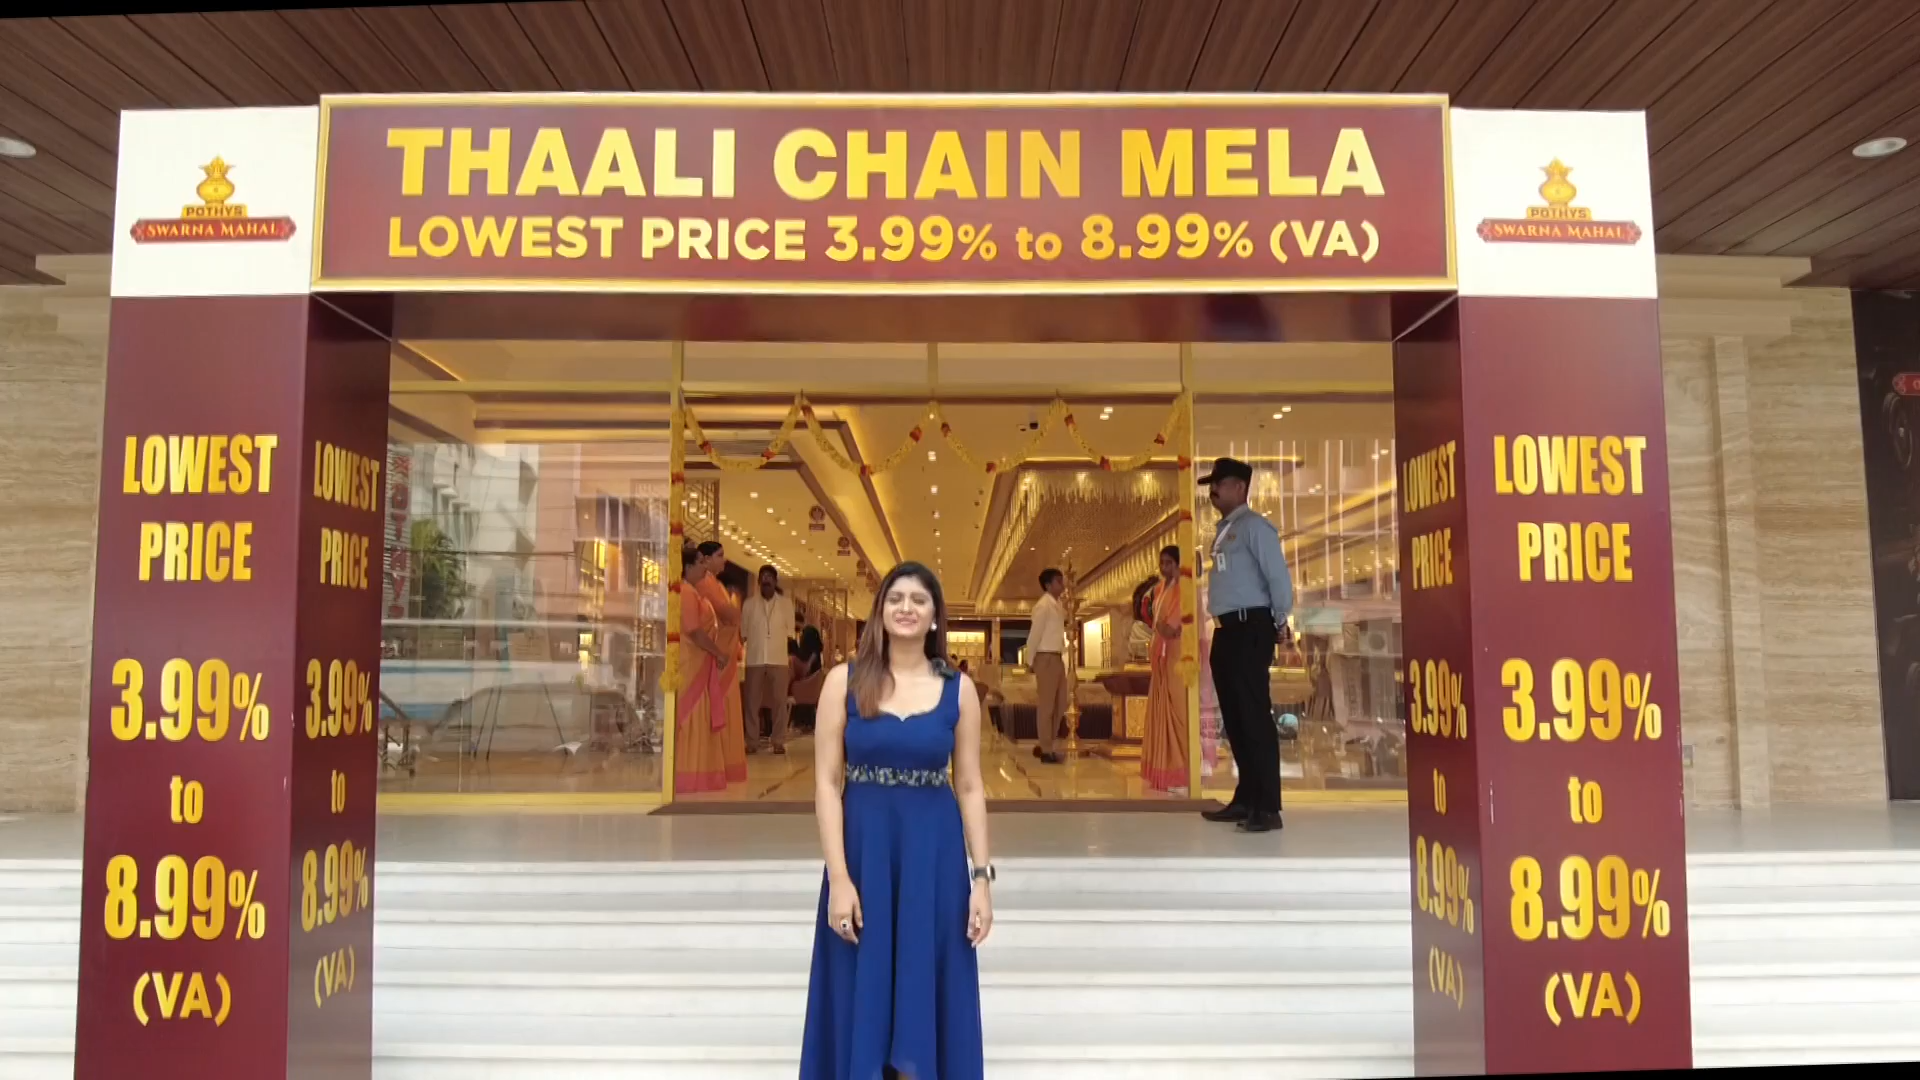 THAALI CHAIN MELA
LOWEST PRICE 3.99% to 8.99% (VA)
POTHYS
SWARNA MAHAL
LOWEST
PRICE
3.99%
to
8.99%
(VA)
LOWEST
PRICE
3.99%
to
8.99%
(VA)
LOWEST
PRICE
3.99%
to
8.99%
(VA)
POTHYS
SWARNA MAHAL
LOWEST
PRICE
3.99%
to
8.99%
(VA)